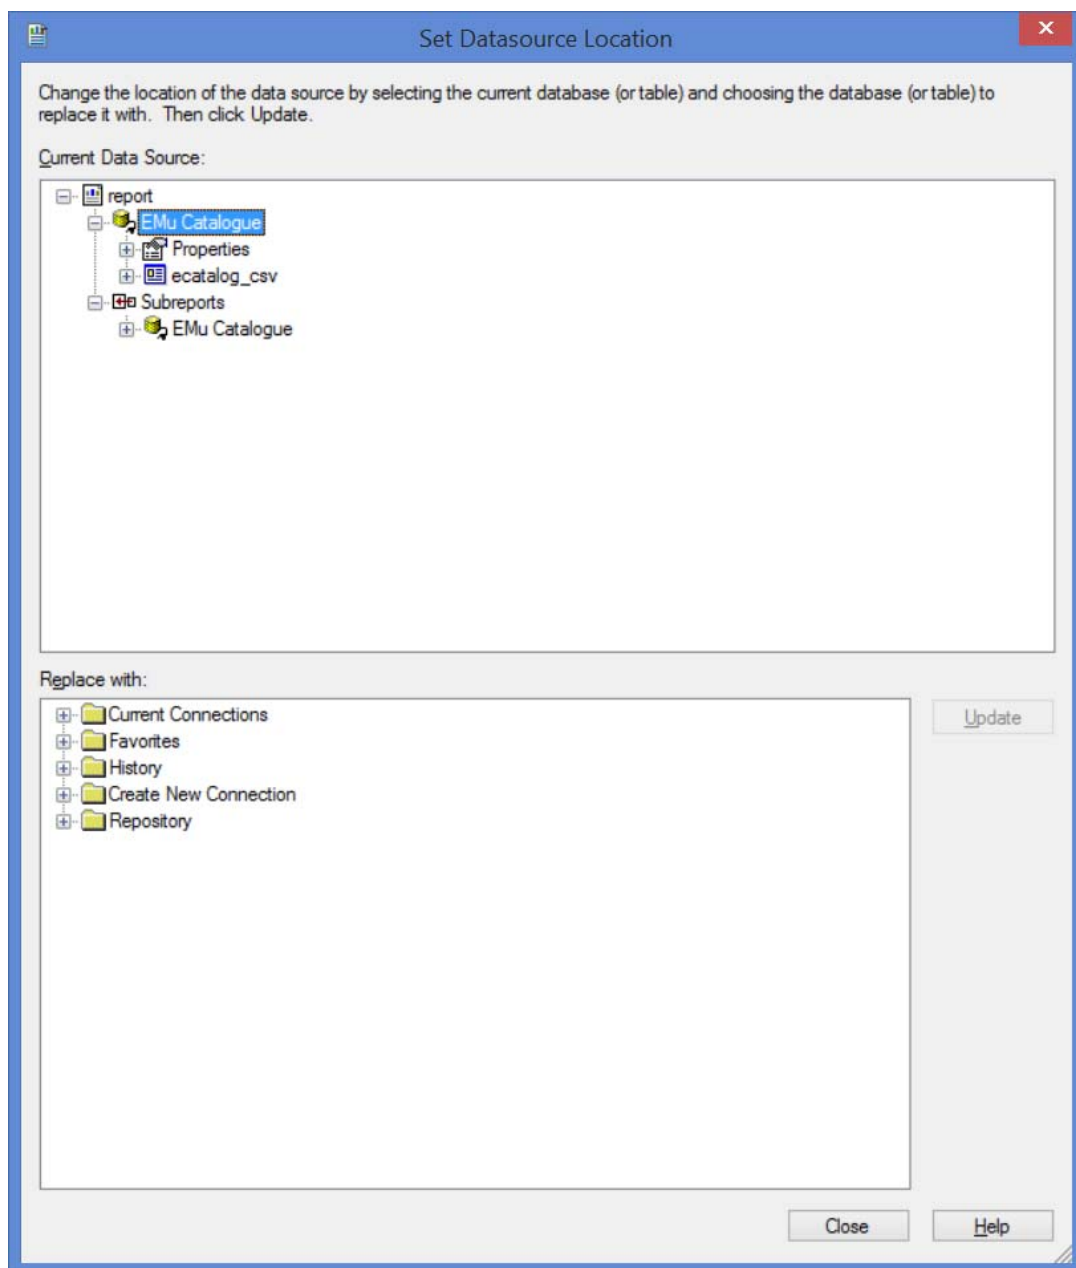 Set Datasource Location
Change the location of the data source by selecting the current database (or table) and choosing the database (or table) to
replace it with. Then click Update.
Current Data Source:
report
EMu Catalogue
Properties
ecatalog_csv
Subreports
EMu Catalogue
Replace with:
Current Connections
Update
Favorites
History
Create New Connection
Repository
Close
Help